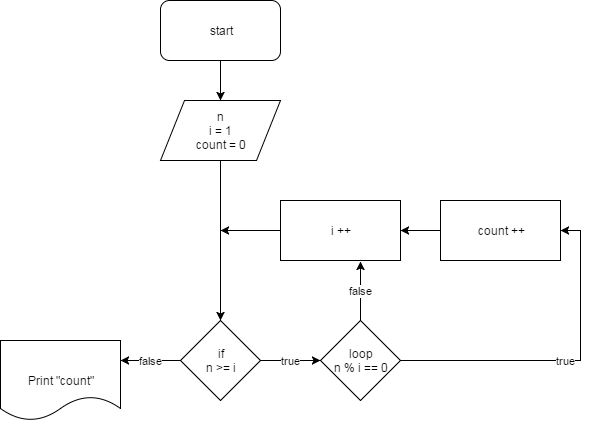 start
n
i = 1
count = 0
i ++
count ++
false
if
n >= i
true
loop
n % i == 0
true
false
Print "count"